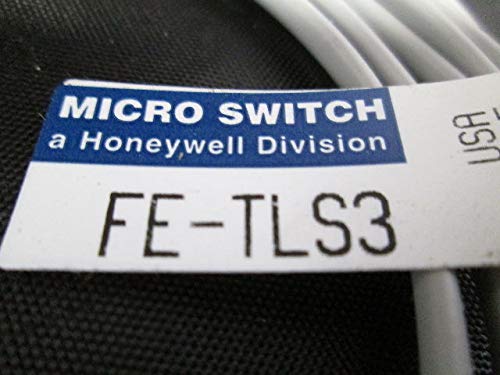 MICRO SWITCH
a Honeywell Division
FE-TLS3
USA